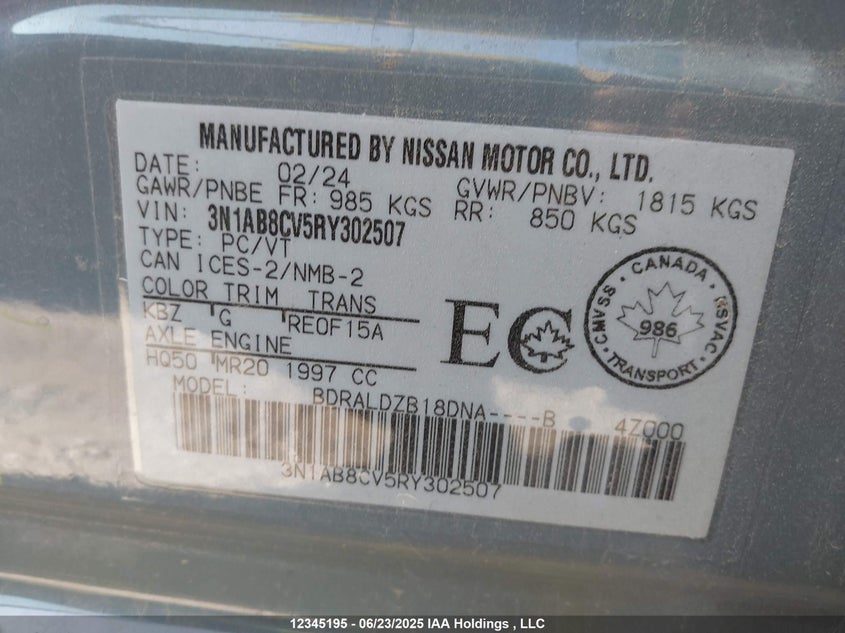 MANUFACTURED BY NISSAN MOTOR CO., LTD.
DATE: 02/24 GVWR/PNBV: 1815 KGS
GAWR/PNBE FR: 985 KGS RR: 850 KGS
VIN: 3N1AB8CV5RY302507
TYPE: PC/VT
CAN ICES-2/NMB-2
COLOR TRIM TRANS
KBZ G RE0F15A
AXLE ENGINE
HQ50 MR20 1997 CC
MODEL: BDRALDZB18DNA----B 4Z000
EC
CMVSS · CANADA · NSVAC · TRANSPORT
986
3N1AB8CV5RY302507
12345195 - 06/23/2025 IAA Holdings , LLC